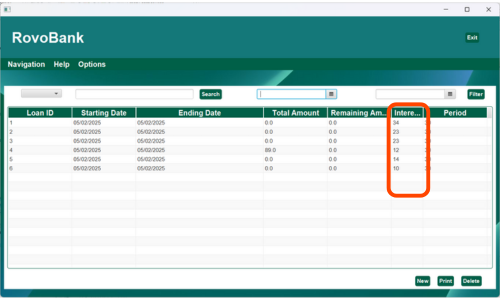 RovoBank
Exit
Navigation Help Options
Search
Filter
Loan ID Starting Date Ending Date Total Amount Remaining Am... Intere... Period
1 05/02/2025 05/02/2025 0.0 0.0 34
2 05/02/2025 05/02/2025 0.0 0.0 23
3 05/02/2025 05/02/2025 0.0 0.0 23
4 05/02/2025 05/02/2025 89.0 0.0 12
5 05/02/2025 05/02/2025 0.0 0.0 14
6 05/02/2025 05/02/2025 0.0 0.0 10
New Print Delete